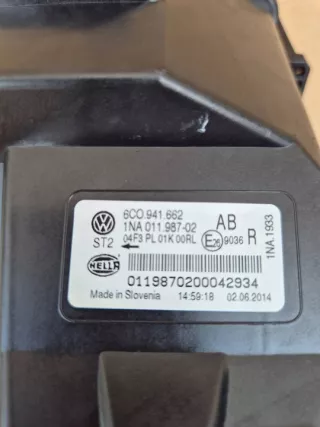 6C0.941.662
1NA 011.987-02 AB
ST2 04F3 PL 01K 00RL E26 9036 R
1NA.1933
HELLA
0119870200042934
Made in Slovenia 14:59:18 02.06.2014